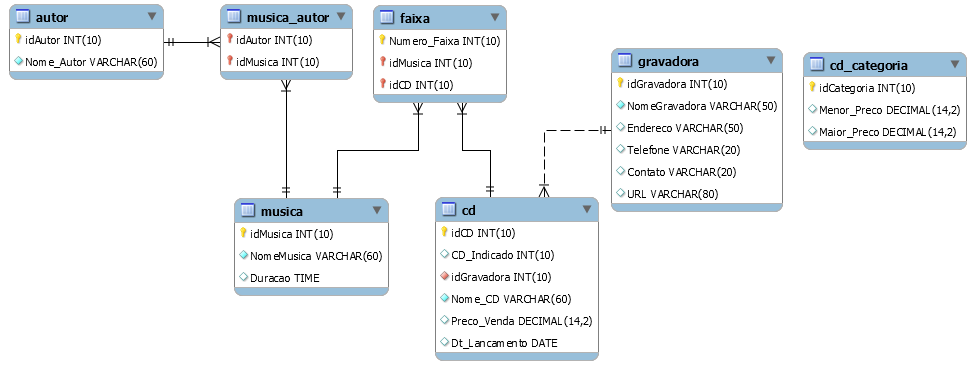 autor
idAutor INT(10)
Nome_Autor VARCHAR(60)
musica_autor
idAutor INT(10)
idMusica INT(10)
faixa
Numero_Faixa INT(10)
idMusica INT(10)
idCD INT(10)
gravadora
idGravadora INT(10)
NomeGravadora VARCHAR(50)
Endereco VARCHAR(50)
Telefone VARCHAR(20)
Contato VARCHAR(20)
URL VARCHAR(80)
cd_categoria
idCategoria INT(10)
Menor_Preco DECIMAL(14,2)
Maior_Preco DECIMAL(14,2)
musica
idMusica INT(10)
NomeMusica VARCHAR(60)
Duracao TIME
cd
idCD INT(10)
CD_Indicado INT(10)
idGravadora INT(10)
Nome_CD VARCHAR(60)
Preco_Venda DECIMAL(14,2)
Dt_Lancamento DATE